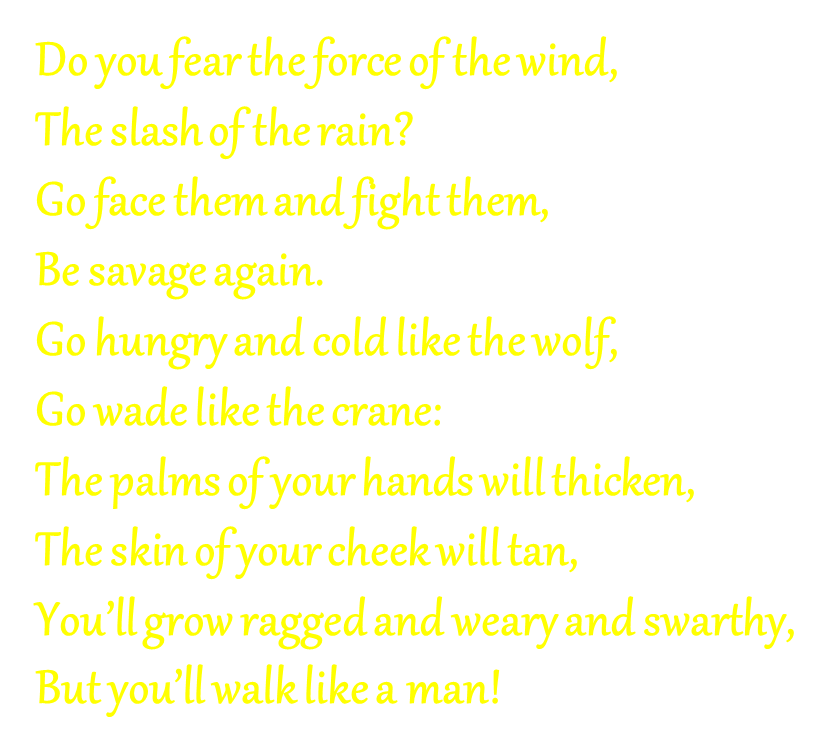 Do you fear the force of the wind,
The slash of the rain?
Go face them and fight them,
Be savage again.
Go hungry and cold like the wolf,
Go wade like the crane:
The palms of your hands will thicken,
The skin of your cheek will tan,
You’ll grow ragged and weary and swarthy,
But you’ll walk like a man!